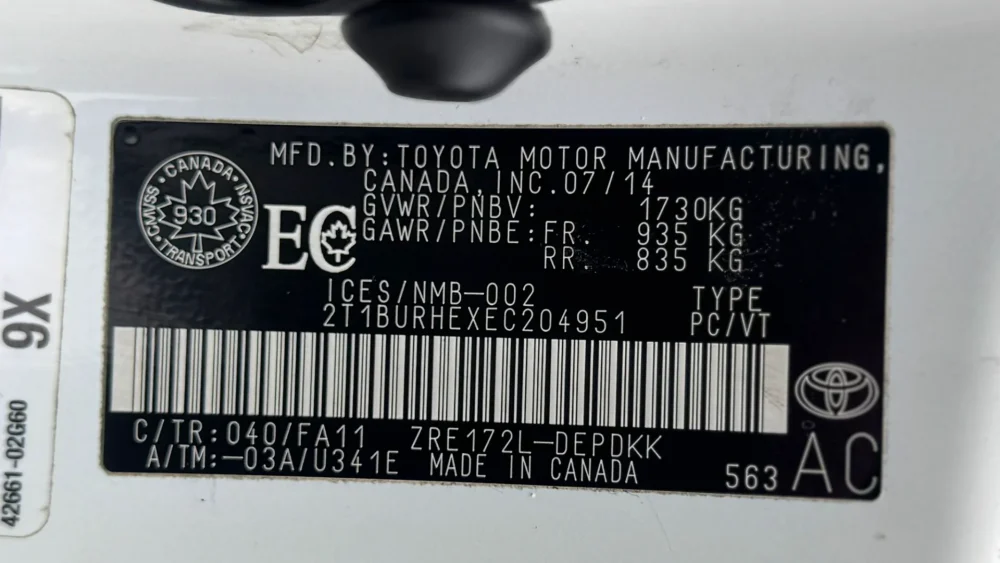 MFD.BY:TOYOTA MOTOR MANUFACTURING,
CANADA,INC.07/14
GVWR/PNBV: 1730KG
GAWR/PNBE:FR. 935 KG
RR. 835 KG
CANADA
CMVSS 930 NSVAC
TRANSPORT
EC
ICES/NMB-002
2T1BURHEXEC204951
TYPE
PC/VT
C/TR:040/FA11 ZRE172L-DEPDKK
A/TM:-03A/U341E MADE IN CANADA
563 AC
9X
42661-02G60